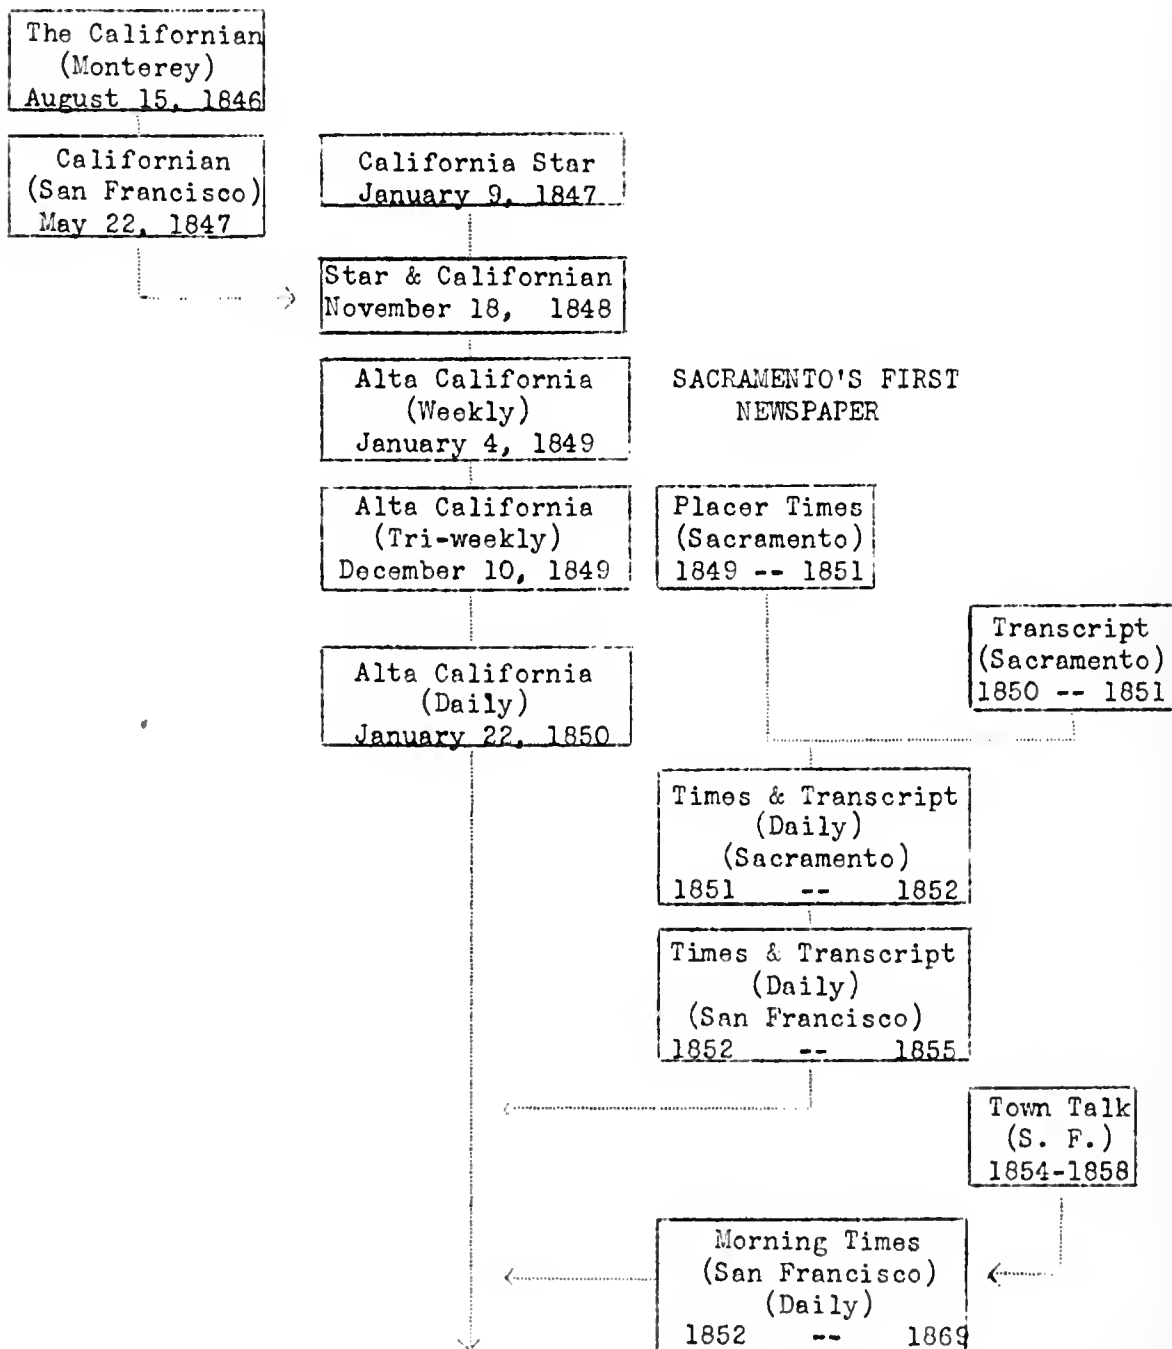 The Californian
(Monterey)
August 15, 1846
Californian
(San Francisco)
May 22, 1847
California Star
January 9, 1847
Star & Californian
November 18, 1848
Alta California
(Weekly)
January 4, 1849
SACRAMENTO'S FIRST
NEWSPAPER
Alta California
(Tri-weekly)
December 10, 1849
Placer Times
(Sacramento)
1849 -- 1851
Transcript
(Sacramento)
1850 -- 1851
Alta California
(Daily)
January 22, 1850
Times & Transcript
(Daily)
(Sacramento)
1851 -- 1852
Times & Transcript
(Daily)
(San Francisco)
1852 -- 1855
Town Talk
(S. F.)
1854-1858
Morning Times
(San Francisco)
(Daily)
1852 -- 1869